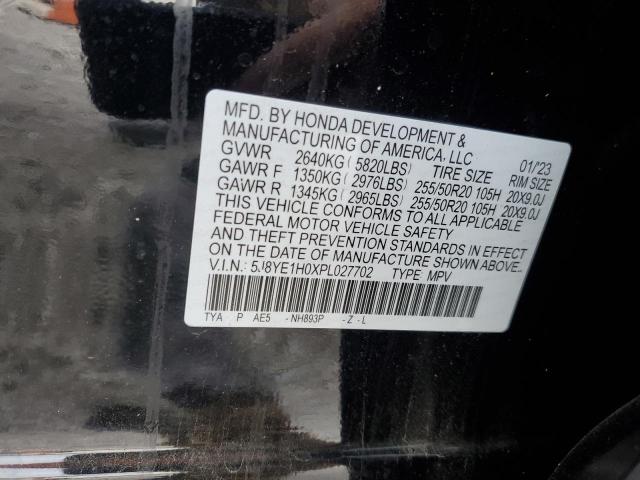 MFD. BY HONDA DEVELOPMENT &
MANUFACTURING OF AMERICA, LLC 01/'23
GVWR 2640KG (5820LBS) TIRE SIZE RIM SIZE
GAWR F 1350KG (2976LBS) 255/50R20 105H 20X9.0J
GAWR R 1345KG (2965LBS) 255/50R20 105H 20X9.0J
THIS VEHICLE CONFORMS TO ALL APPLICABLE
FEDERAL MOTOR VEHICLE SAFETY
AND THEFT PREVENTION STANDARDS IN EFFECT
ON THE DATE OF MANUFACTURE SHOWN ABOVE.
V.I.N.: 5J8YE1H0XPL027702 TYPE: MPV
TYA P AE5 -NH893P -Z-L